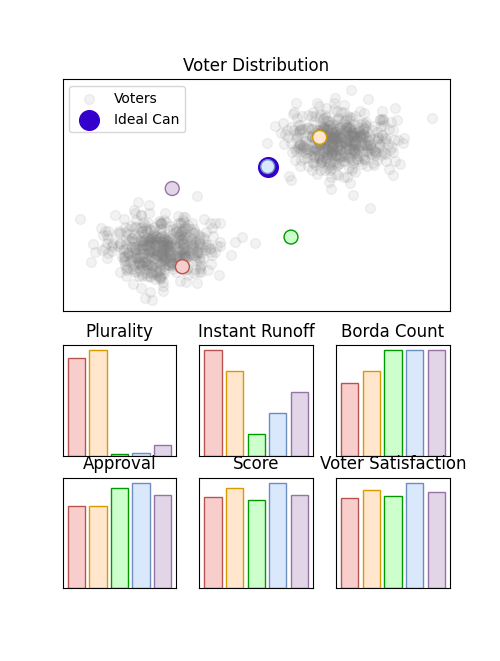 Voter Distribution
Voters
Ideal Can
Plurality
Instant Runoff
Borda Count
Approval
Score
Voter Satisfaction